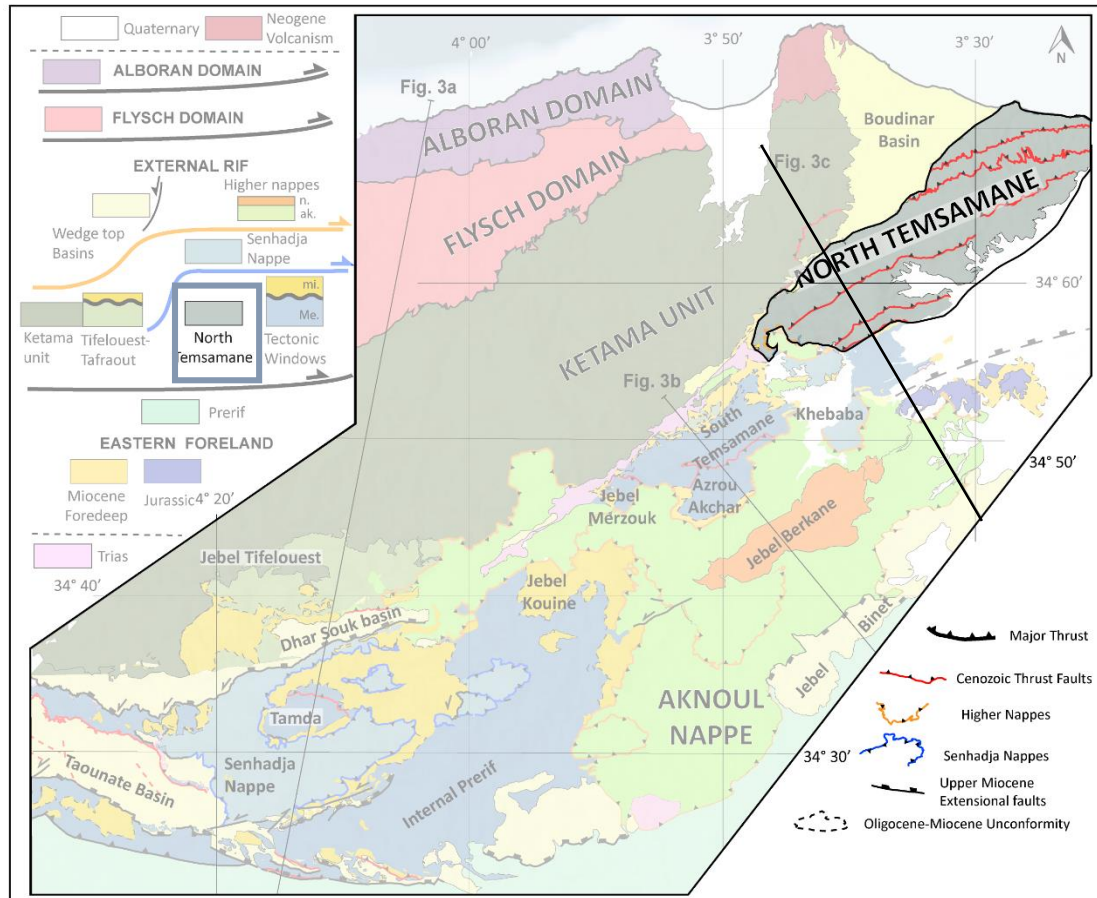 Quaternary
Neogene
Volcanism
ALBORAN DOMAIN
FLYSCH DOMAIN
EXTERNAL RIF
Higher nappes
n.
ak.
Wedge top
Basins
Senhadja
Nappe
mi.
Me.
Ketama
unit
Tifelouest-
Tafraout
North
Temsamane
Tectonic
Windows
Prerif
EASTERN FORELAND
Miocene
Foredeep
Jurassic
Trias
4° 00'
3° 50'
3° 30'
N
Fig. 3a
ALBORAN DOMAIN
FLYSCH DOMAIN
KETAMA UNIT
Fig. 3c
Boudinar
Basin
NORTH TEMSAMANE
34° 60'
Fig. 3b
South
Temsamane
Khebaba
34° 50'
Azrou
Akchar
Jebel
Merzouk
Jebel Berkane
4° 20'
34° 40'
Jebel Tifelouest
Jebel
Kouine
Dhar Souk basin
Jebel Binet
Tamda
AKNOUL
NAPPE
Senhadja
Nappe
Taounate Basin
Internal Prerif
34° 30'
Major Thrust
Cenozoic Thrust Faults
Higher Nappes
Senhadja Nappes
Upper Miocene
Extensional faults
Oligocene-Miocene Unconformity